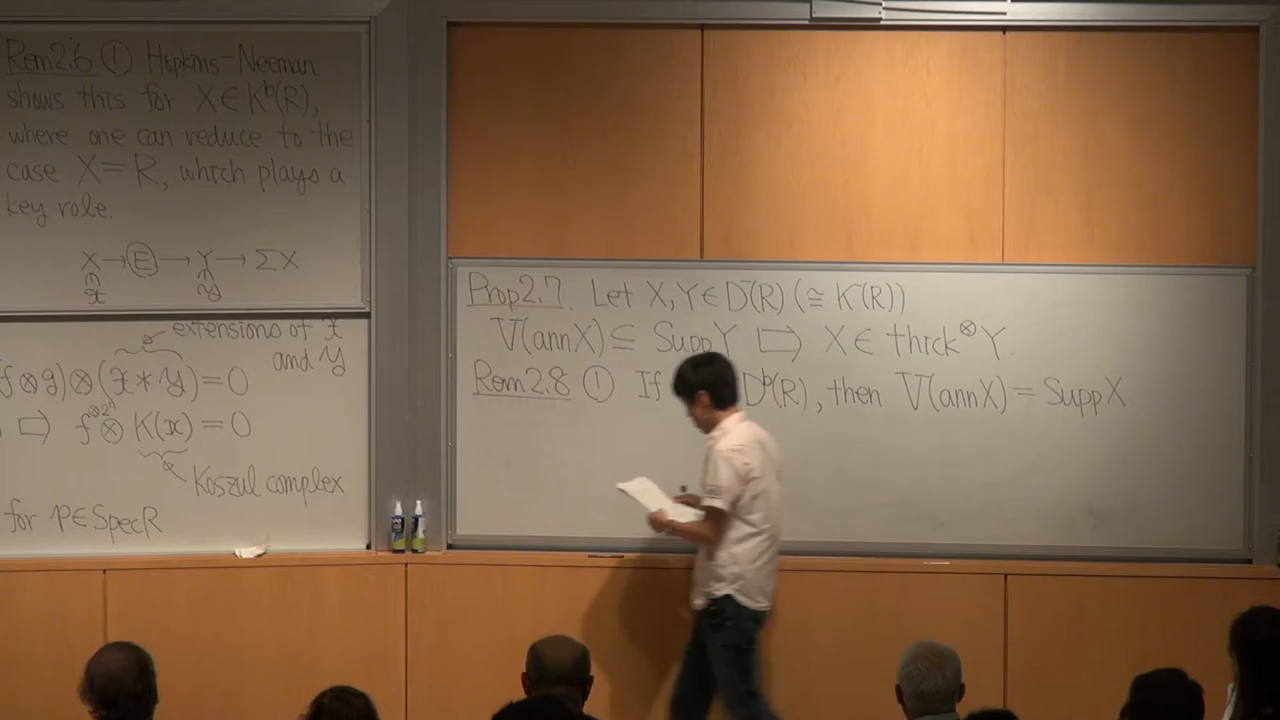 Rem2.6 ① Hopkins-Neeman
shows this for X∈K^b(R),
where one can reduce to the
case X=R, which plays a
key role.
X→Ⓔ→Y→ΣX
extensions of 𝒳
and 𝒴
f⊗g)⊗(𝒳*𝒴)=0
⇒ f^{⊗2^n}⊗K(x)=0
Koszul complex
for 𝔭∈SpecR
Prop2.7. Let X,Y∈D⁻(R)(≅K⁻(R))
V(annX)⊆ SuppY ⇒ X∈ thick^⊗Y.
Rem2.8 ① If D^b(R), then V(annX)=SuppX